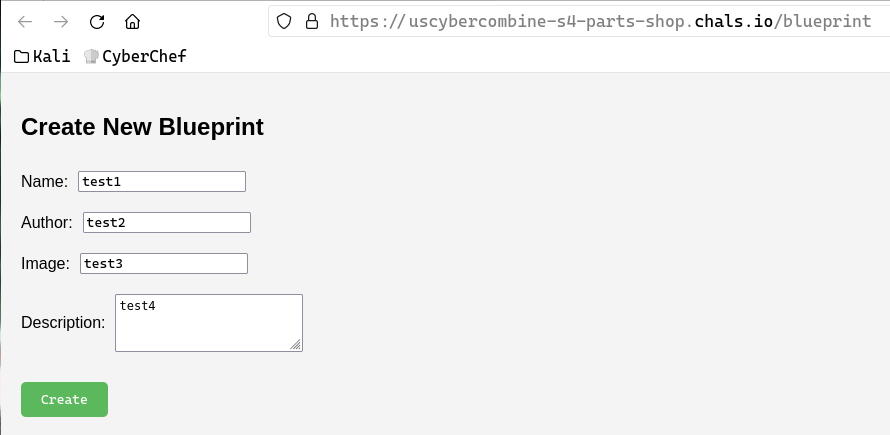 https://uscybercombine-s4-parts-shop.chals.io/blueprint
Kali CyberChef
Create New Blueprint
Name: test1
Author: test2
Image: test3
Description: test4
Create